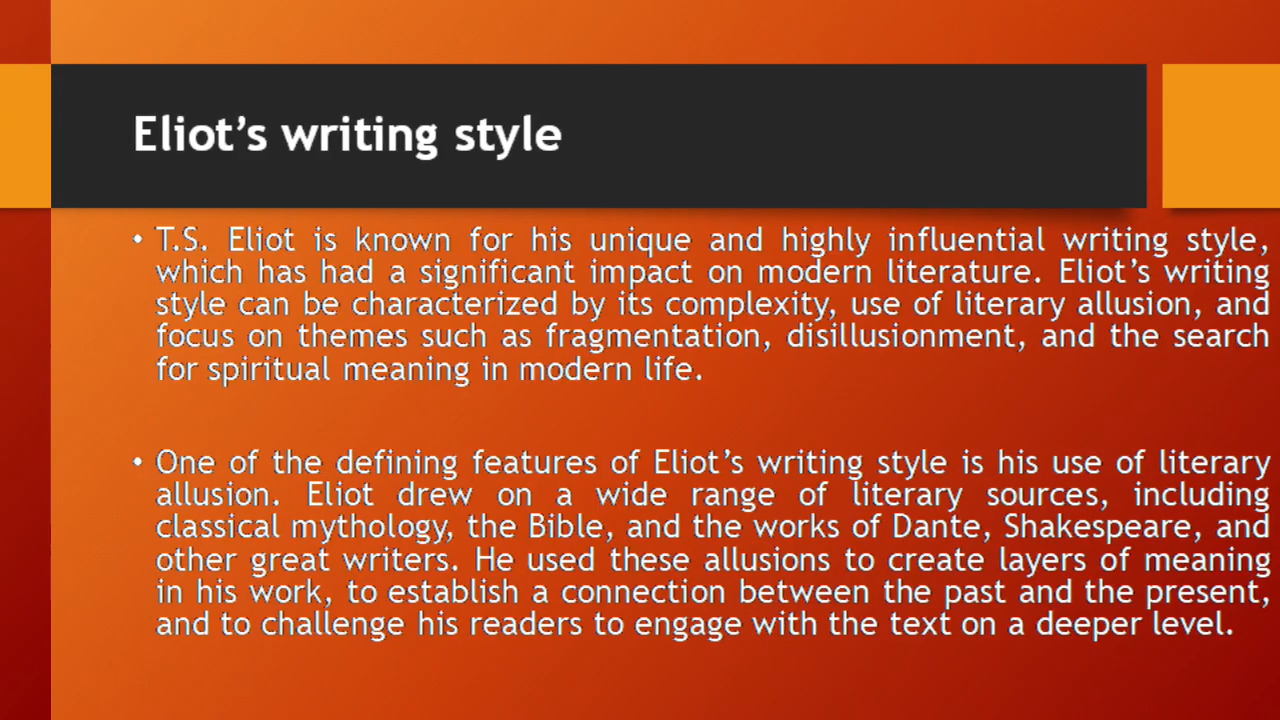 Eliot’s writing style
• T.S. Eliot is known for his unique and highly influential writing style,
which has had a significant impact on modern literature. Eliot’s writing
style can be characterized by its complexity, use of literary allusion, and
focus on themes such as fragmentation, disillusionment, and the search
for spiritual meaning in modern life.
• One of the defining features of Eliot’s writing style is his use of literary
allusion. Eliot drew on a wide range of literary sources, including
classical mythology, the Bible, and the works of Dante, Shakespeare, and
other great writers. He used these allusions to create layers of meaning
in his work, to establish a connection between the past and the present,
and to challenge his readers to engage with the text on a deeper level.